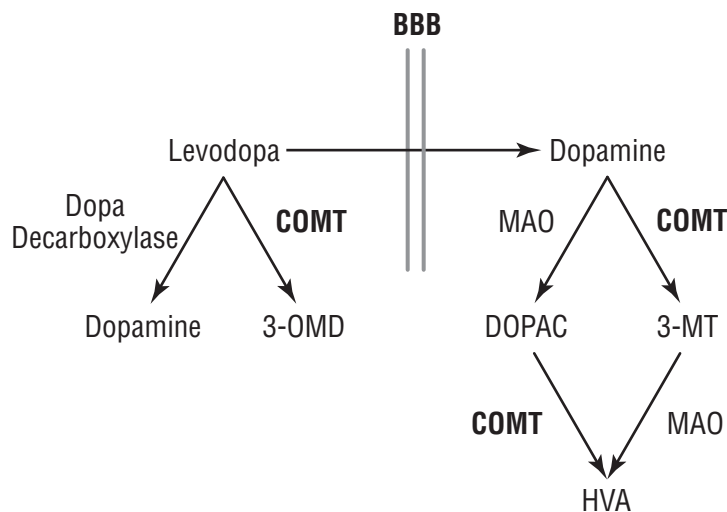 BBB
Levodopa
Dopamine
Dopa
Decarboxylase
COMT
MAO
COMT
Dopamine
3-OMD
DOPAC
3-MT
COMT
MAO
HVA